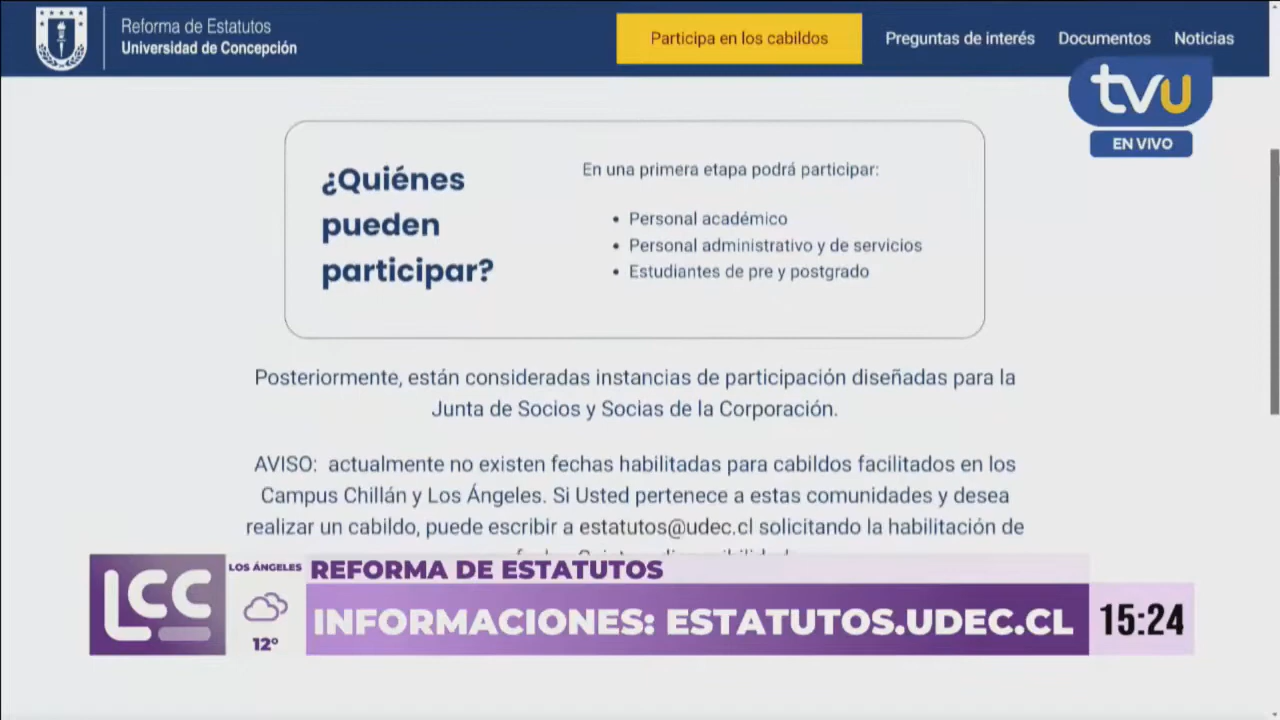 Reforma de Estatutos
Universidad de Concepción
Participa en los cabildos
Preguntas de interés
Documentos
Noticias
tvu
EN VIVO
¿Quiénes
pueden
participar?
En una primera etapa podrá participar:
• Personal académico
• Personal administrativo y de servicios
• Estudiantes de pre y postgrado
Posteriormente, están consideradas instancias de participación diseñadas para la
Junta de Socios y Socias de la Corporación.
AVISO: actualmente no existen fechas habilitadas para cabildos facilitados en los
Campus Chillán y Los Ángeles. Si Usted pertenece a estas comunidades y desea
realizar un cabildo, puede escribir a estatutos@udec.cl solicitando la habilitación de
LCC
LOS ÁNGELES
12°
REFORMA DE ESTATUTOS
INFORMACIONES: ESTATUTOS.UDEC.CL
15:24